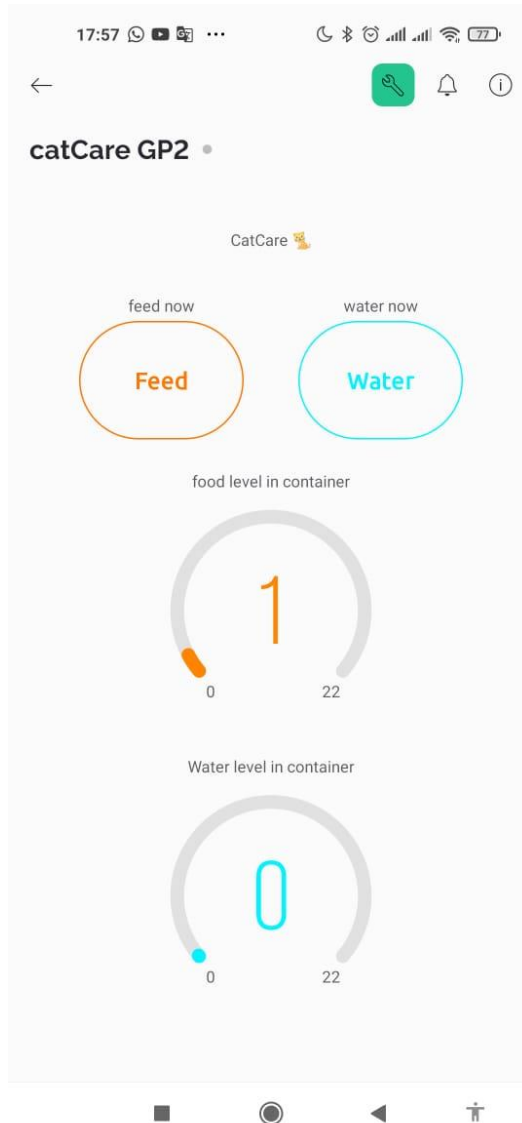 17:57 ... 77
catCare GP2
CatCare
feed now water now
Feed Water
food level in container
1
0 22
Water level in container
0
0 22